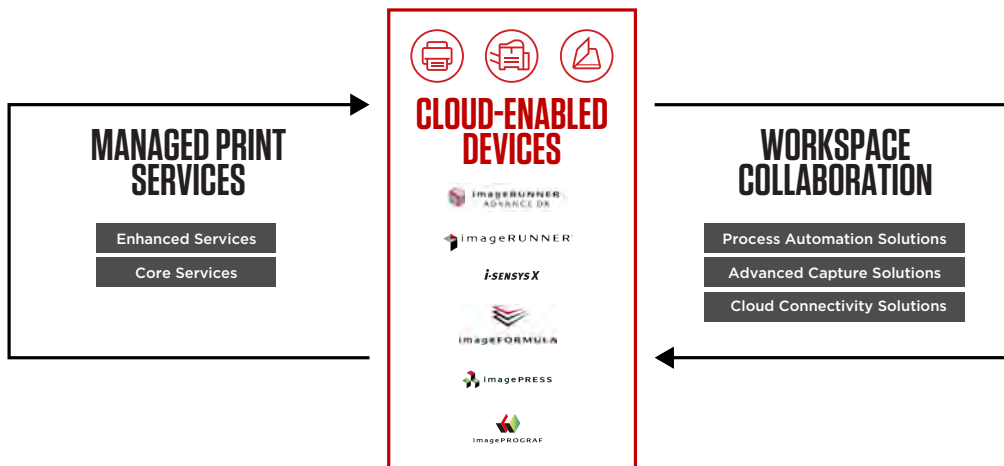 MANAGED PRINT
SERVICES
Enhanced Services
Core Services
CLOUD-ENABLED
DEVICES
imageRUNNER
ADVANCE DX
imageRUNNER
i-SENSYS X
imageFORMULA
imagePRESS
imagePROGRAF
WORKSPACE
COLLABORATION
Process Automation Solutions
Advanced Capture Solutions
Cloud Connectivity Solutions